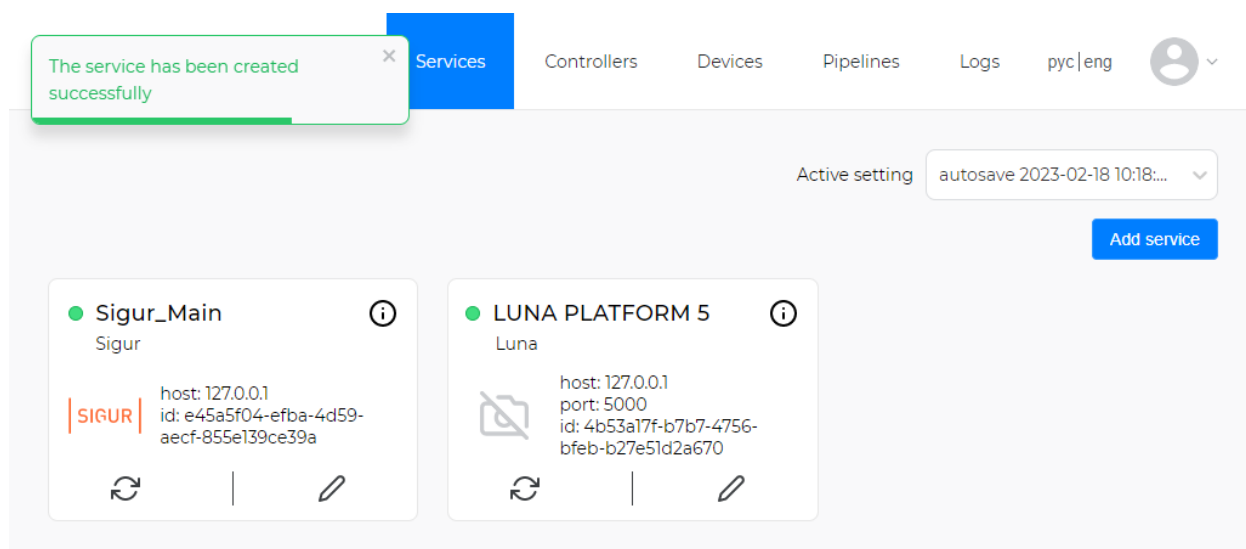 The service has been created
successfully
Services
Controllers
Devices
Pipelines
Logs
рус|eng
Active setting
autosave 2023-02-18 10:18:...
Add service
Sigur_Main
Sigur
SIGUR
host: 127.0.0.1
id: e45a5f04-efba-4d59-
aecf-855e139ce39a
LUNA PLATFORM 5
Luna
host: 127.0.0.1
port: 5000
id: 4b53a17f-b7b7-4756-
bfeb-b27e51d2a670